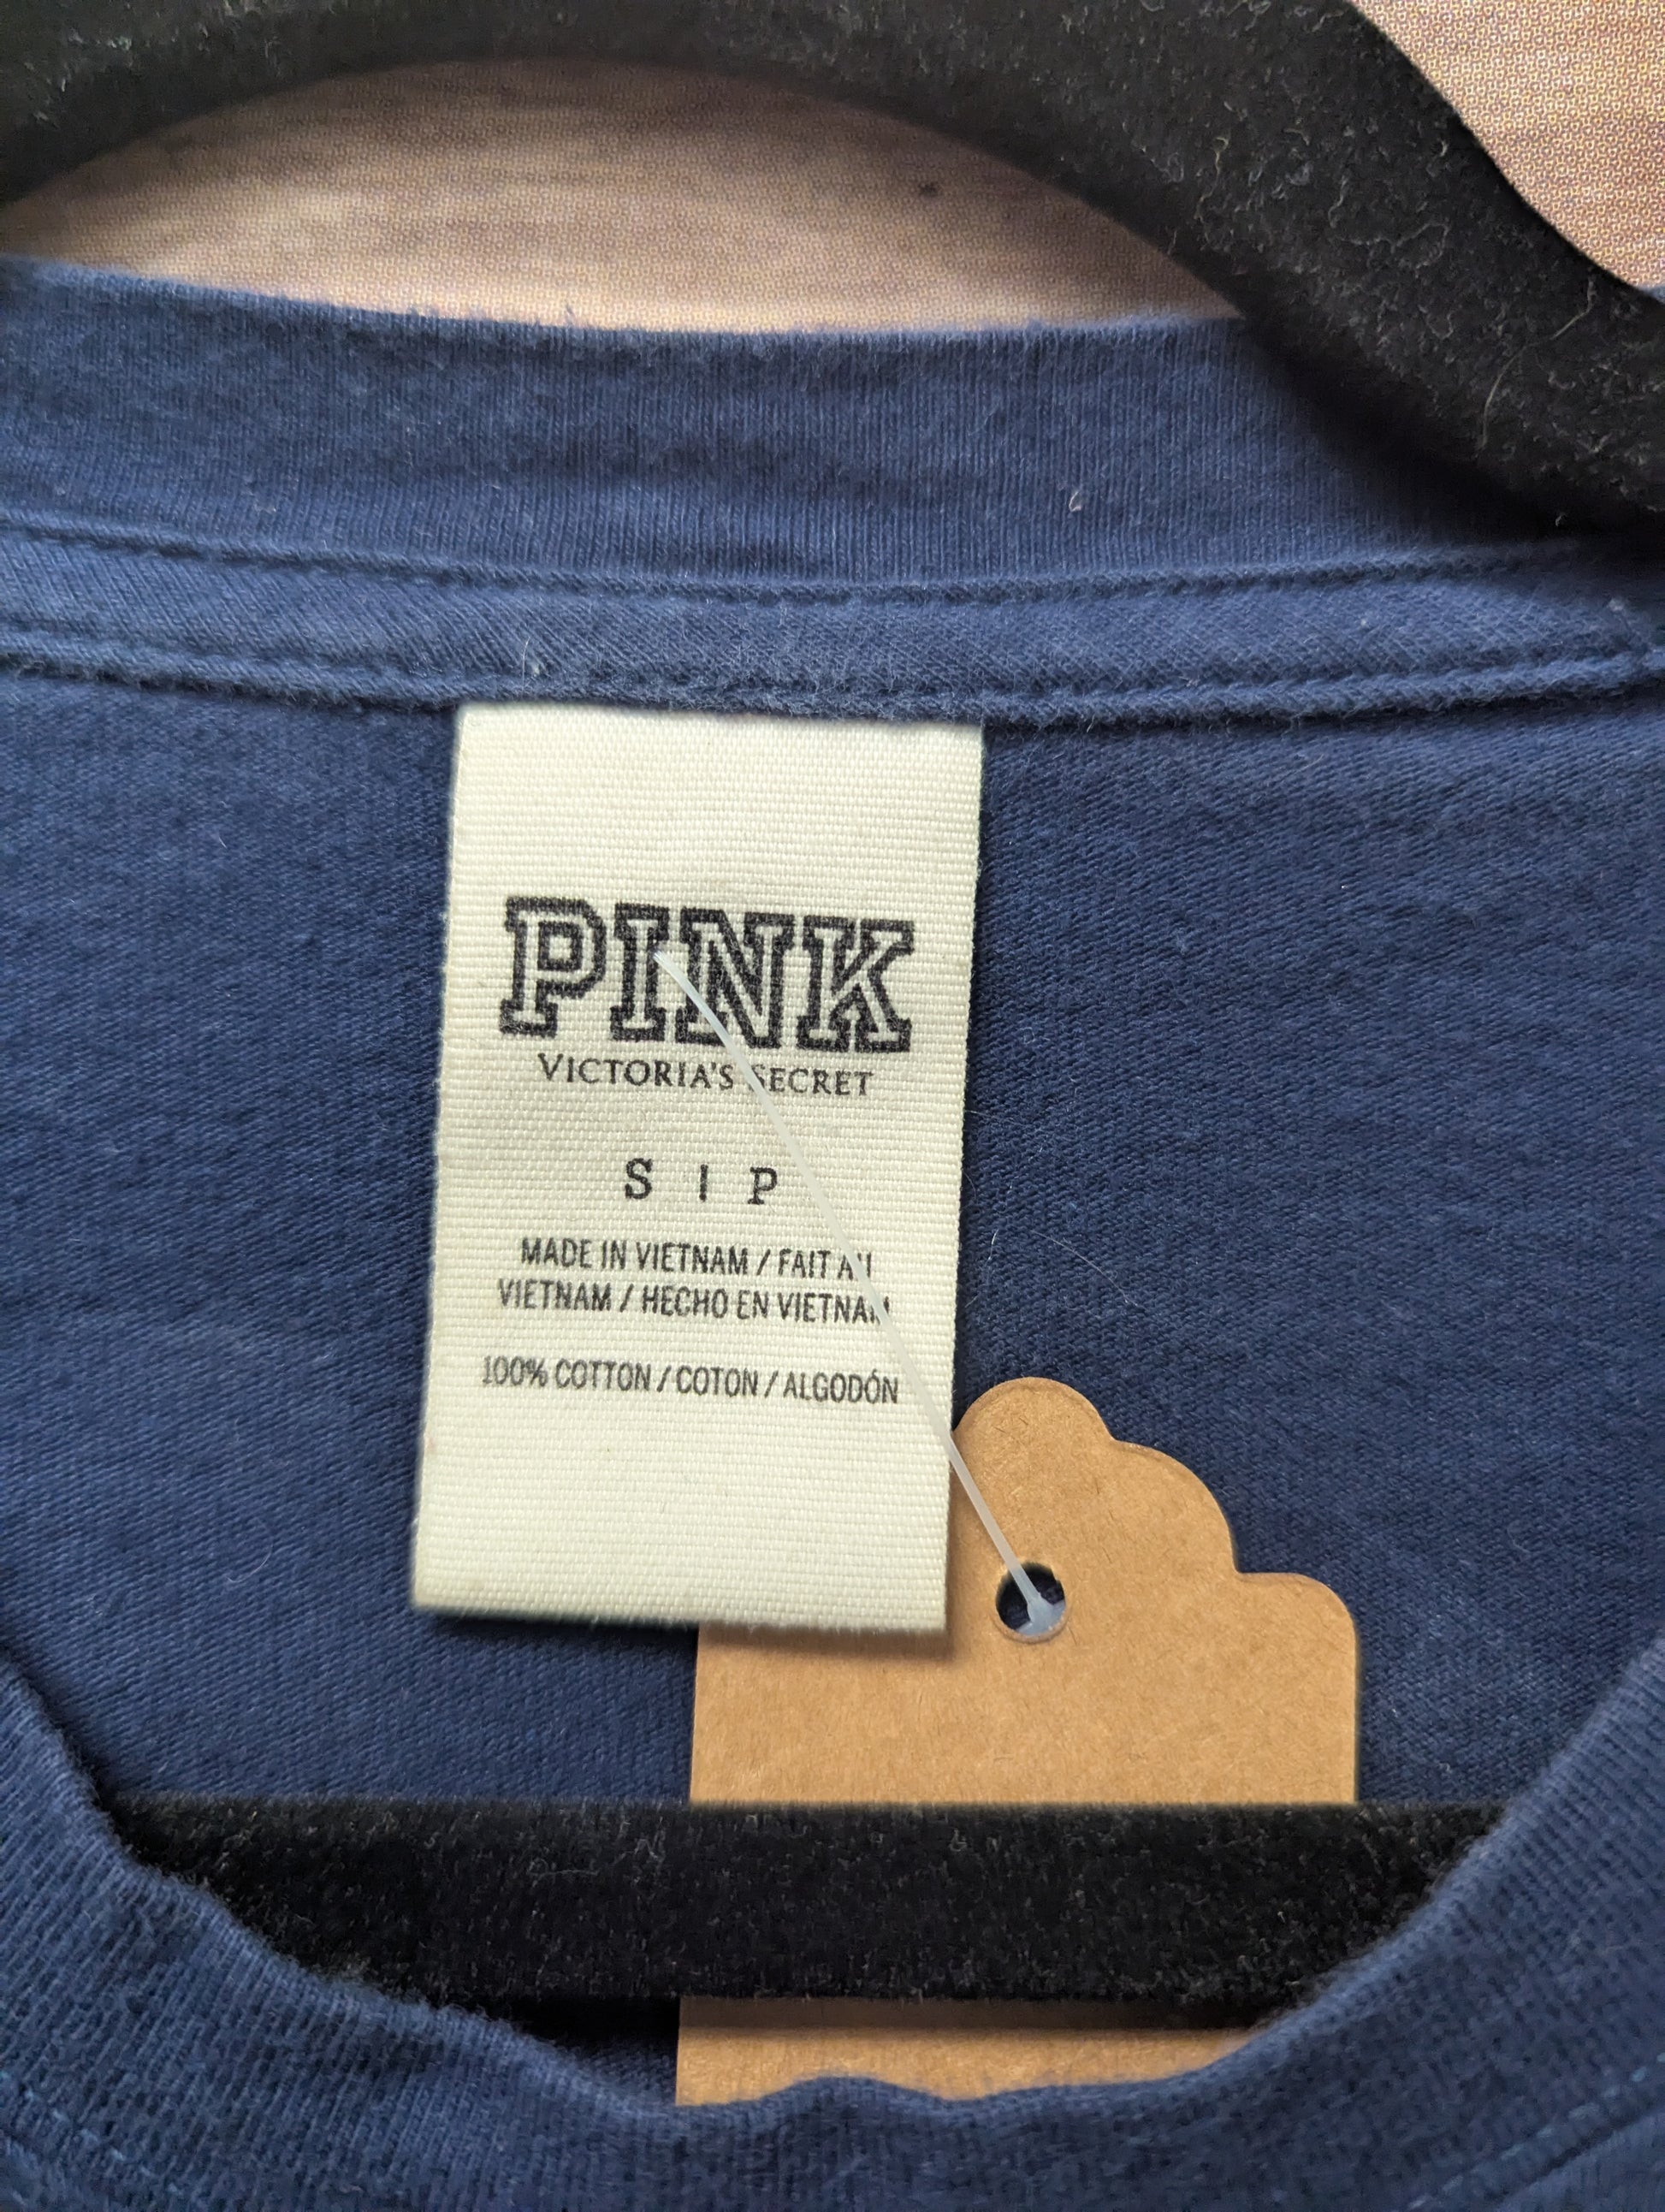 PINK
VICTORIA'S SECRET
S | P
MADE IN VIETNAM / FAIT AU
VIETNAM / HECHO EN VIETNAM
100% COTTON / COTON / ALGODÓN